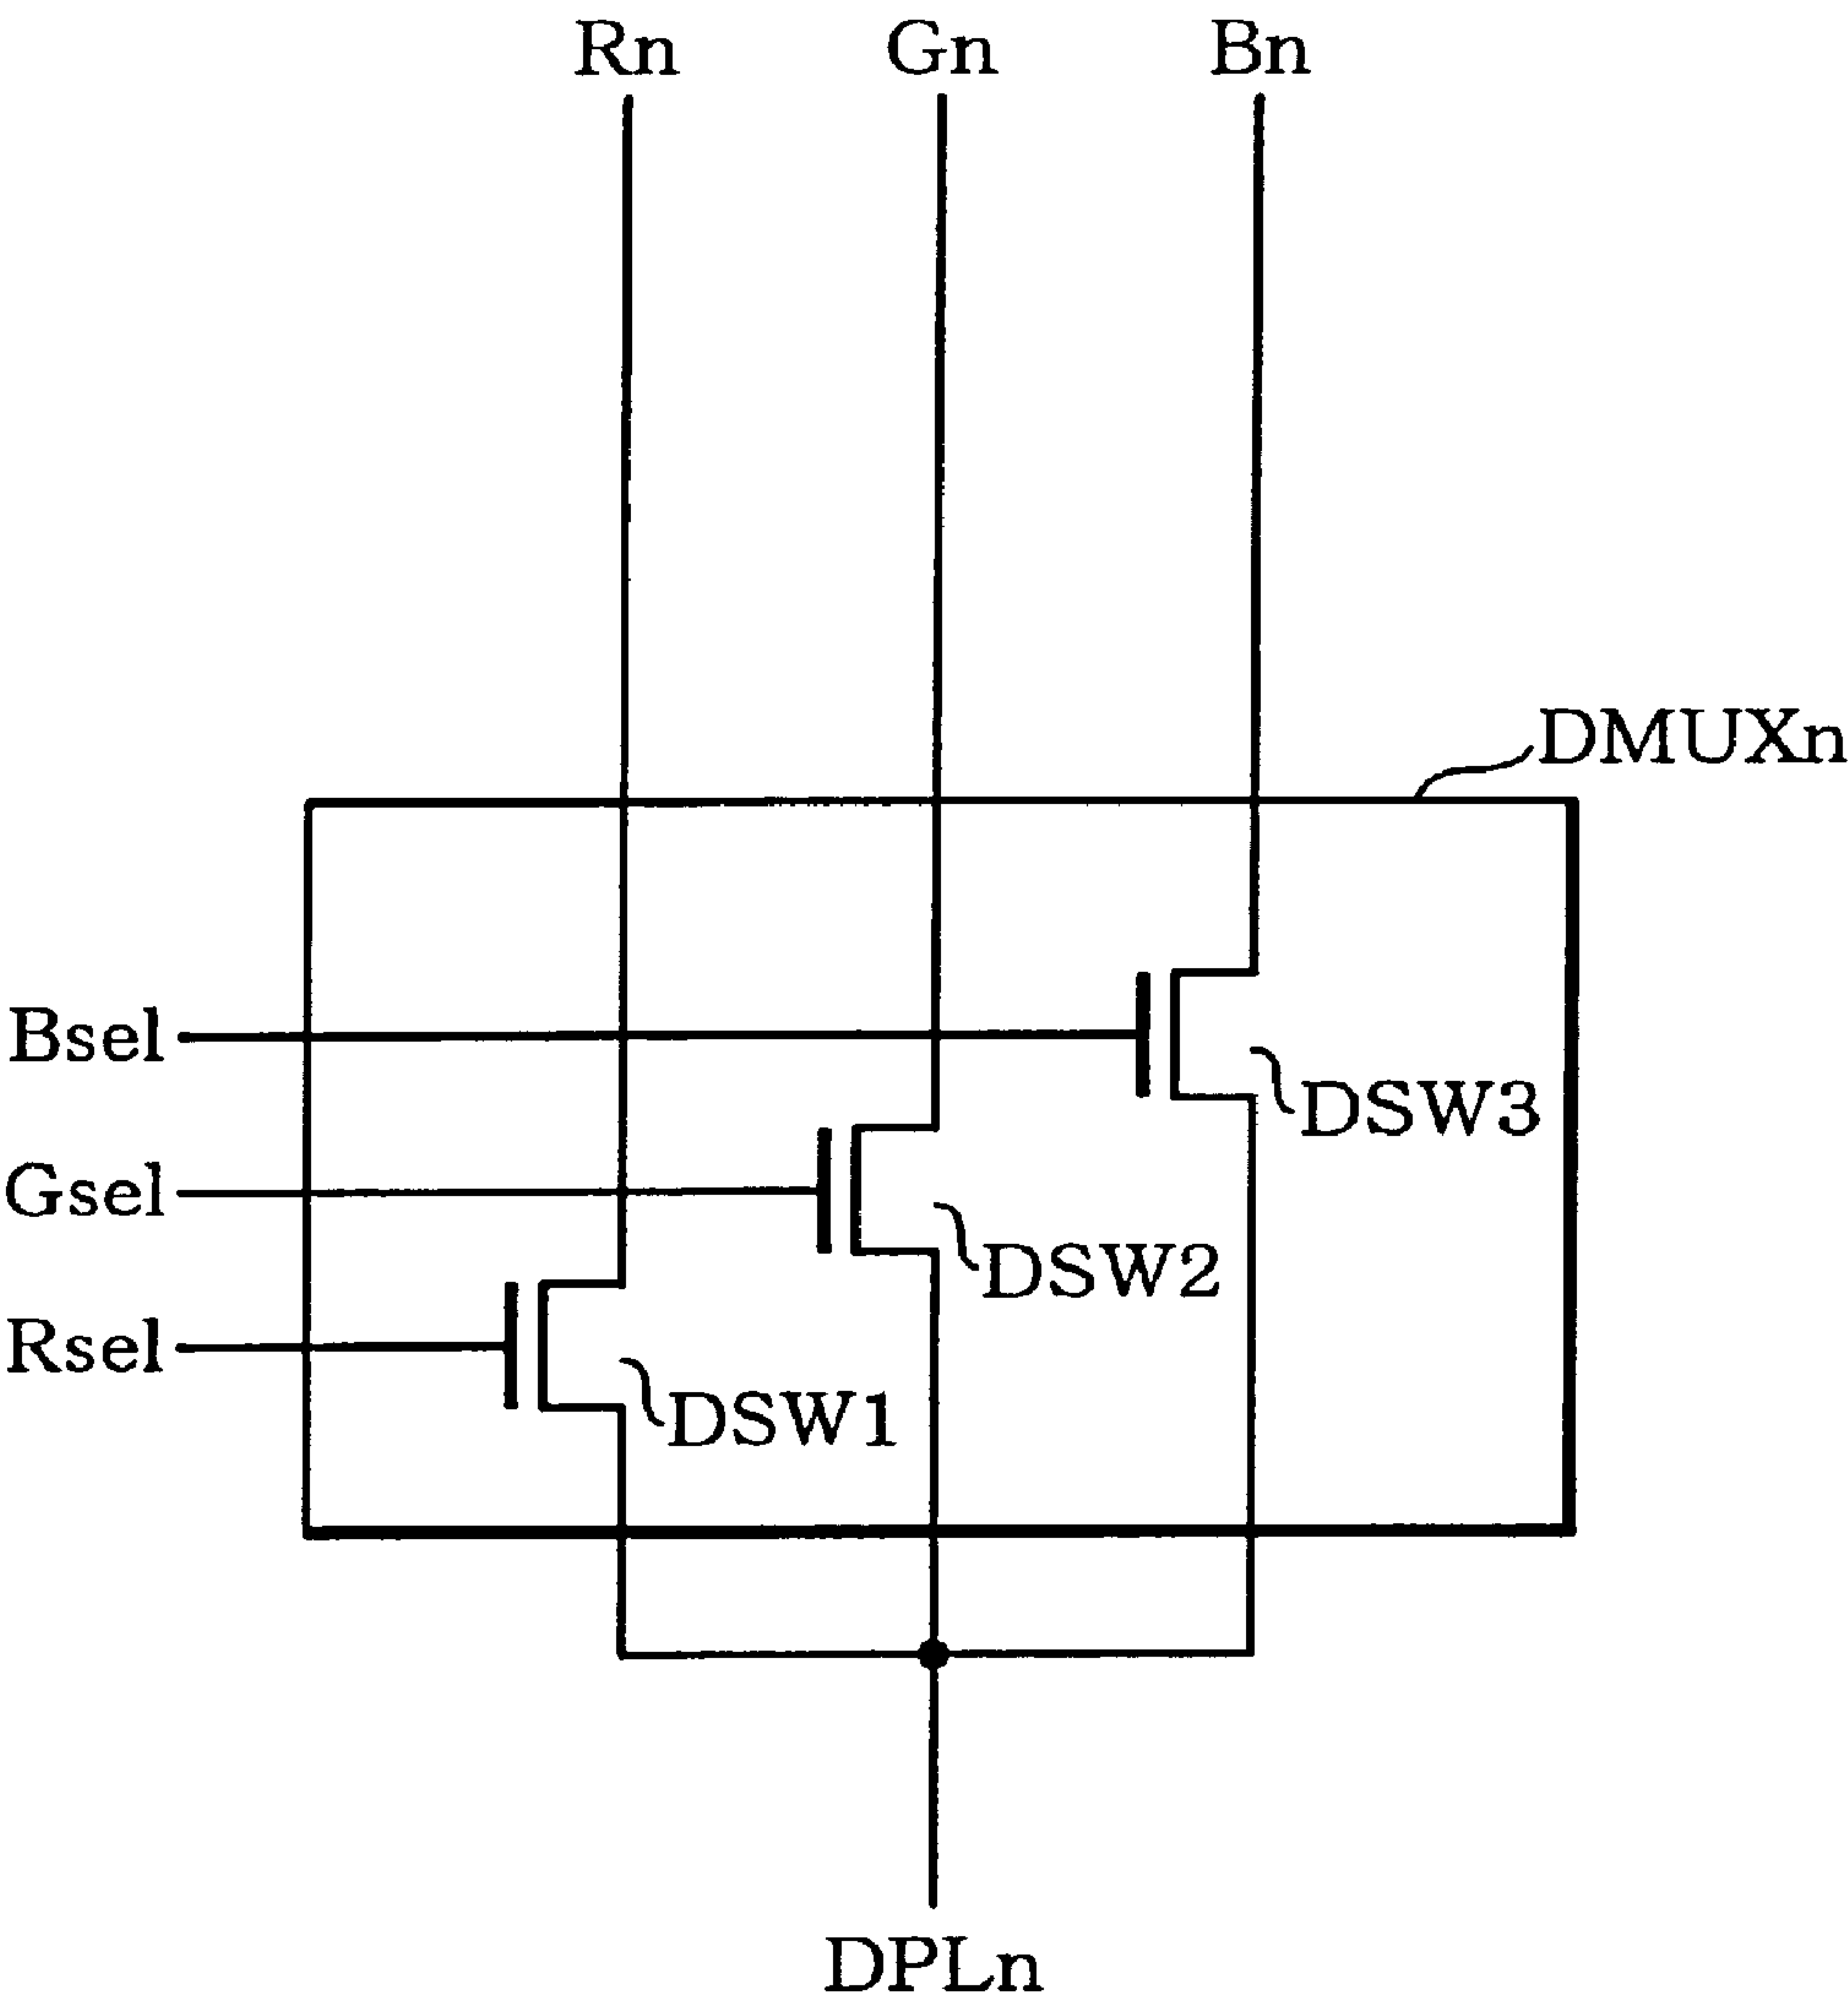 Rn Gn Bn
DMUXn
Bsel
DSW3
Gsel
DSW2
Rsel
DSW1
DPLn